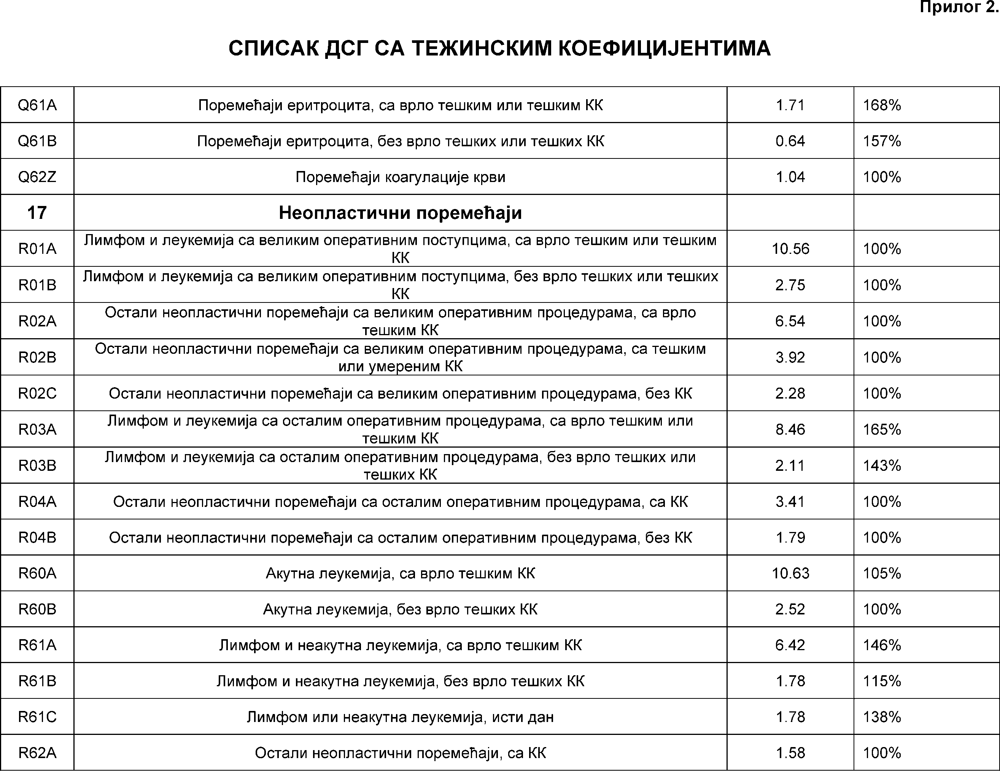 Прилог 2.
СПИСАК ДСГ СА ТЕЖИНСКИМ КОЕФИЦИЈЕНТИМА
Q61A Поремећаји еритроцита, са врло тешким или тешким КК 1.71 168%
Q61B Поремећаји еритроцита, без врло тешких или тешких КК 0.64 157%
Q62Z Поремећаји коагулације крви 1.04 100%
17 Неопластични поремећаји
R01A Лимфом и леукемија са великим оперативним поступцима, са врло тешким или тешким
КК 10.56 100%
R01B Лимфом и леукемија са великим оперативним поступцима, без врло тешких или тешких
КК 2.75 100%
R02A Остали неопластични поремећаји са великим оперативним процедурама, са врло
тешким КК 6.54 100%
R02B Остали неопластични поремећаји са великим оперативним процедурама, са тешким
или умереним КК 3.92 100%
R02C Остали неопластични поремећаји са великим оперативним процедурама, без КК 2.28 100%
R03A Лимфом и леукемија са осталим оперативним процедурама, са врло тешким или
тешким КК 8.46 165%
R03B Лимфом и леукемија са осталим оперативним процедурама, без врло тешких или
тешких КК 2.11 143%
R04A Остали неопластични поремећаји са осталим оперативним процедурама, са КК 3.41 100%
R04B Остали неопластични поремећаји са осталим оперативним процедурама, без КК 1.79 100%
R60A Акутна леукемија, са врло тешким КК 10.63 105%
R60B Акутна леукемија, без врло тешких КК 2.52 100%
R61A Лимфом и неакутна леукемија, са врло тешким КК 6.42 146%
R61B Лимфом и неакутна леукемија, без врло тешких КК 1.78 115%
R61C Лимфом или неакутна леукемија, исти дан 1.78 138%
R62A Остали неопластични поремећаји, са КК 1.58 100%